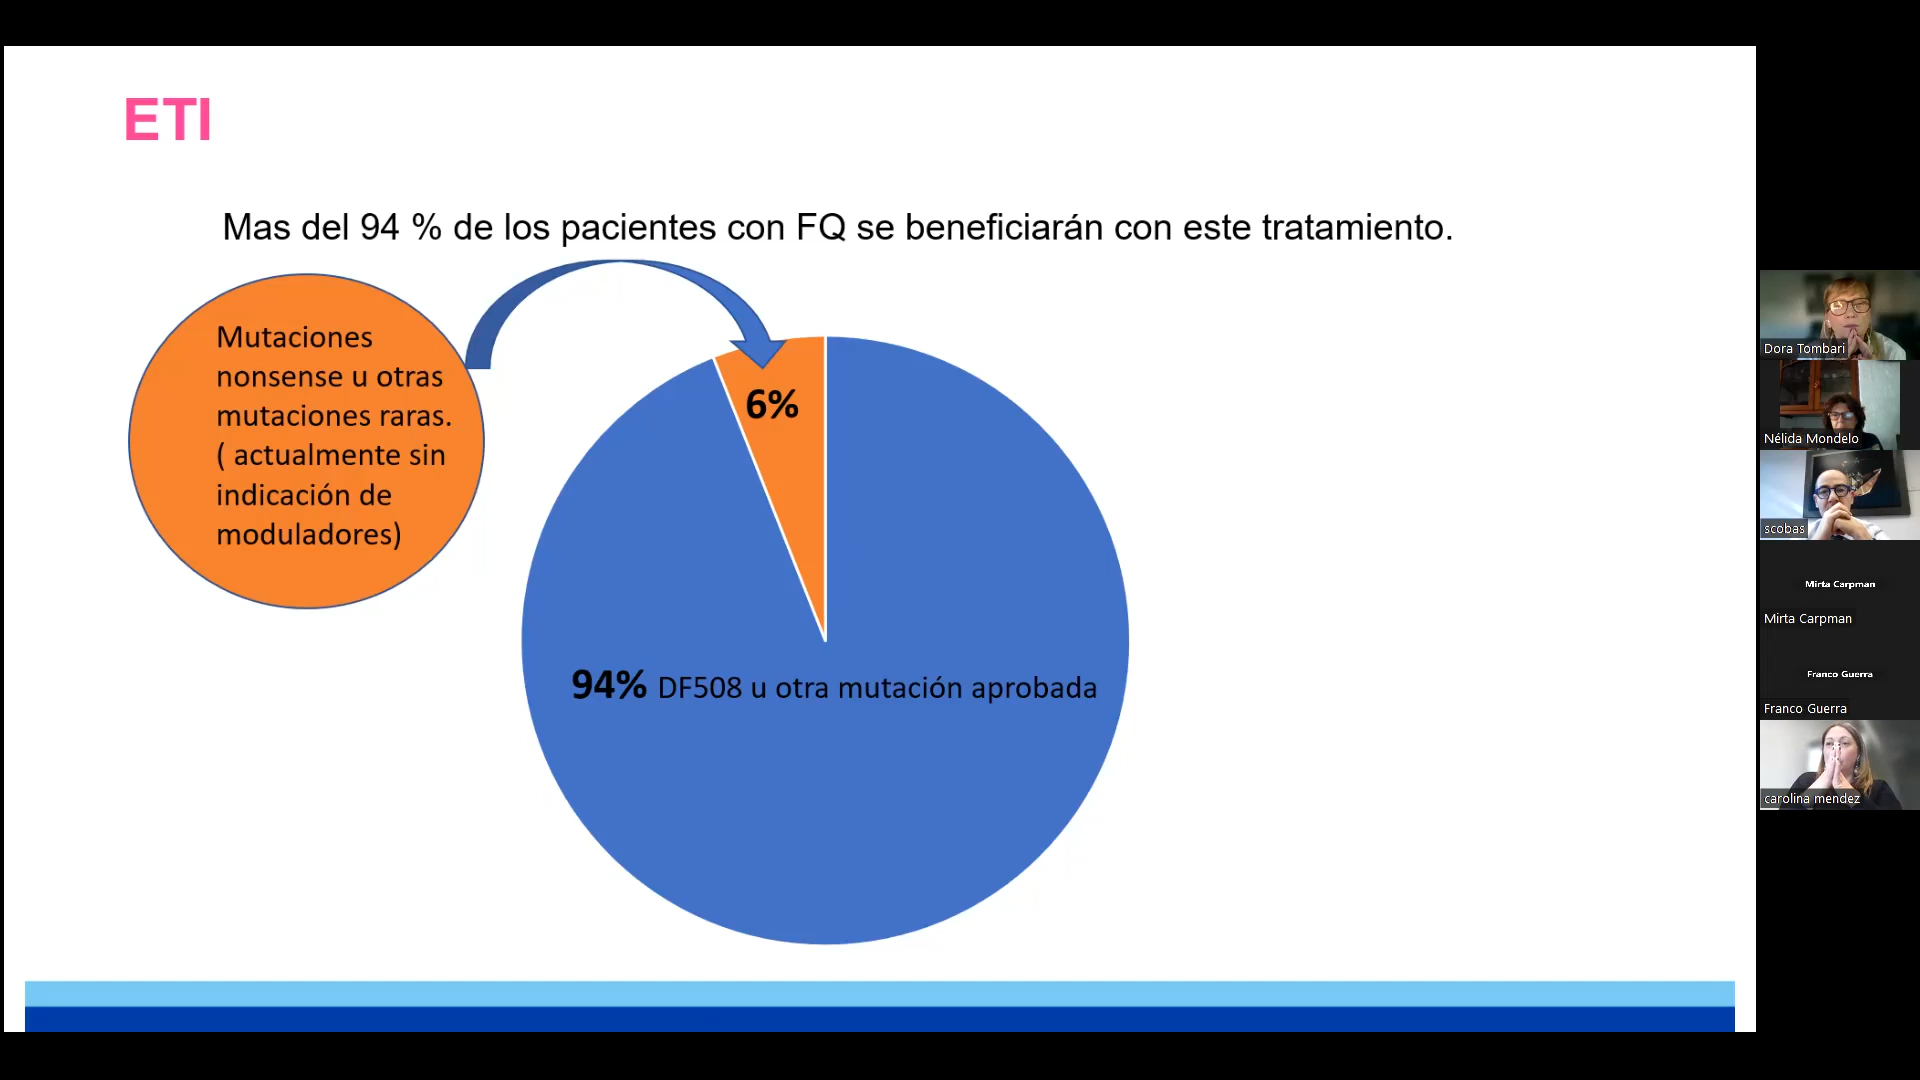 ETI
Mas del 94 % de los pacientes con FQ se beneficiarán con este tratamiento.
Mutaciones
nonsense u otras
mutaciones raras.
( actualmente sin
indicación de
moduladores)
6%
94% DF508 u otra mutación aprobada
Dora Tombari
Nélida Mondelo
scobas
Mirta Carpman
Mirta Carpman
Franco Guerra
Franco Guerra
carolina mendez